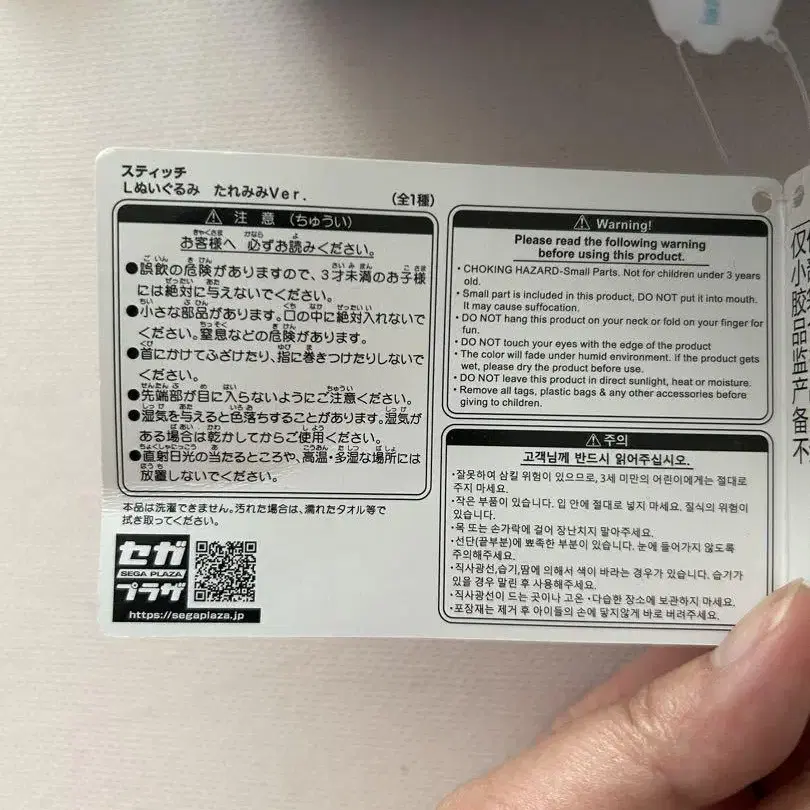 スティッチ
Lぬいぐるみ たれみみVer.
(全1種)
⚠ 注 意 (ちゅうい)
お客様へ 必ずお読みください。
●誤飲の危険がありますので、3才未満のお子様
には絶対に与えないでください。
●小さな部品があります。口の中に絶対入れないで
ください。窒息などの危険があります。
●首にかけてふざけたり、指に巻きつけたりしないで
ください。
●先端部が目に入らないようにご注意ください。
●湿気を与えると色落ちすることがあります。湿気が
ある場合は乾かしてからご使用ください。
●直射日光の当たるところや、高温・多湿な場所には
放置しないでください。
本品は洗濯できません。汚れた場合は、濡れたタオル等で
拭き取ってください。
セガ
SEGA PLAZA
プラザ
https://segaplaza.jp
⚠ Warning!
Please read the following warning
before using this product.
・CHOKING HAZARD-Small Parts. Not for children under 3 years
old.
・Small part is included in this product, DO NOT put it into mouth.
It may cause suffocation.
・DO NOT hang this product on your neck or fold on your finger for
fun.
・DO NOT touch your eyes with the edge of the product
・The color will fade under humid environment. If the product gets
wet, please dry the product before use.
・DO NOT leave this product in direct sunlight, heat or moisture.
・Remove all tags, plastic bags & any other accessories before
giving to children.
⚠ 주의
고객님께 반드시 읽어주십시오.
・잘못하여 삼킬 위험이 있으므로, 3세 미만의 어린이에게는 절대로
주지 마세요.
・작은 부품이 있습니다. 입 안에 절대로 넣지 마세요. 질식의 위험이
있습니다.
・목 또는 손가락에 걸어 장난치지 말아주세요.
・선단(끝부분)에 뾰족한 부분이 있습니다. 눈에 들어가지 않도록
주의해주세요.
・직사광선,습기,땀에 의해서 색이 바라는 경우가 있습니다. 습기가
있을 경우 말린 후 사용해주세요.
・직사광선이 드는 곳이나 고온・다습한 장소에 보관하지 마세요.
・포장재는 제거 후 아이들의 손에 닿지않게 바로 버려주세요.
仅
小
胶
品
监
产
备
不